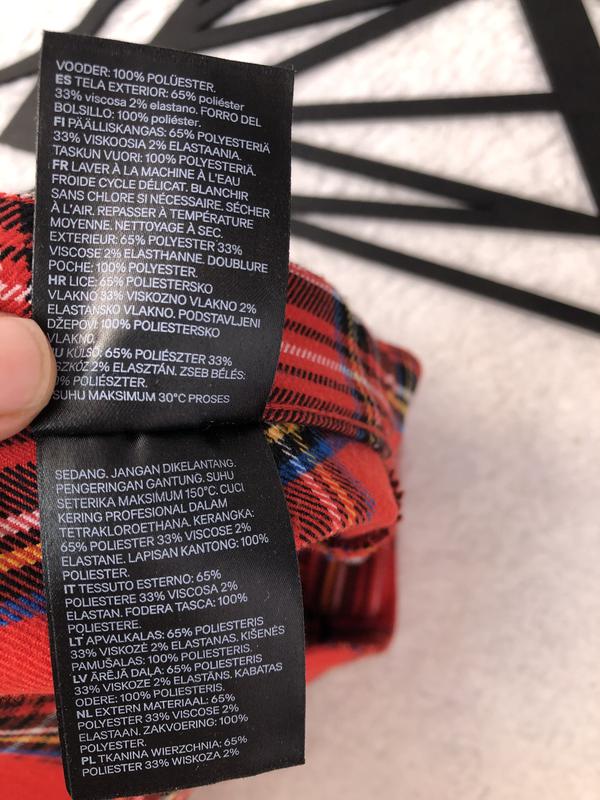 VOODER: 100% POLÜESTER.
ES TELA EXTERIOR: 65% poliéster
33% viscosa 2% elastano. FORRO DEL
BOLSILLO: 100% poliéster.
FI PÄÄLLISKANGAS: 65% POLYESTERIÄ
33% VISKOOSIA 2% ELASTAANIA.
TASKUN VUORI: 100% POLYESTERIÄ.
FR LAVER À LA MACHINE À L'EAU
FROIDE CYCLE DÉLICAT. BLANCHIR
SANS CHLORE SI NÉCESSAIRE. SÉCHER
À L'AIR. REPASSER À TEMPÉRATURE
MOYENNE. NETTOYAGE À SEC.
EXTERIEUR: 65% POLYESTER 33%
VISCOSE 2% ELASTHANNE. DOUBLURE
POCHE: 100% POLYESTER.
HR LICE: 65% POLIESTERSKO
VLAKNO 33% VISKOZNO VLAKNO 2%
ELASTANSKO VLAKNO. PODSTAVLJENI
DŽEPOVI: 100% POLIESTERSKO
VLAKNO.
KÜLSŐ: 65% POLIÉSZTER 33%
2% ELASZTÁN. ZSEB BÉLÉS:
POLIÉSZTER.
SUHU MAKSIMUM 30°C PROSES
SEDANG. JANGAN DIKELANTANG.
PENGERINGAN GANTUNG. SUHU
SETERIKA MAKSIMUM 150°C. CUCI
KERING PROFESIONAL DALAM
TETRAKLOROETHANA. KERANGKA:
65% POLIESTER 33% VISCOSE 2%
ELASTANE. LAPISAN KANTONG: 100%
POLIESTER.
IT TESSUTO ESTERNO: 65%
POLIESTERE 33% VISCOSA 2%
ELASTAN. FODERA TASCA: 100%
POLIESTERE.
LT APVALKALAS: 65% POLIESTERIS
33% VISKOZĖ 2% ELASTANAS. KIŠENĖS
PAMUŠALAS: 100% POLIESTERIS.
LV ĀRĒJĀ DAĻA: 65% POLIESTERIS
33% VISKOZE 2% ELASTĀNS. KABATAS
ODERE: 100% POLIESTERIS.
NL EXTERN MATERIAAL: 65%
POLYESTER 33% VISCOSE 2%
ELASTAAN. ZAKVOERING: 100%
POLYESTER.
PL TKANINA WIERZCHNIA: 65%
POLIESTER 33% WISKOZA 2%